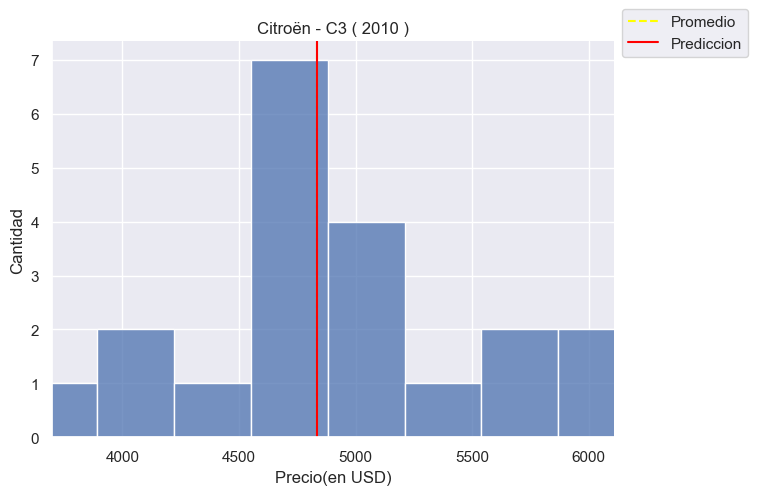 Citroën - C3 ( 2010 )
Promedio
Prediccion
7
6
5
4
3
2
1
0
Cantidad
4000 4500 5000 5500 6000
Precio(en USD)